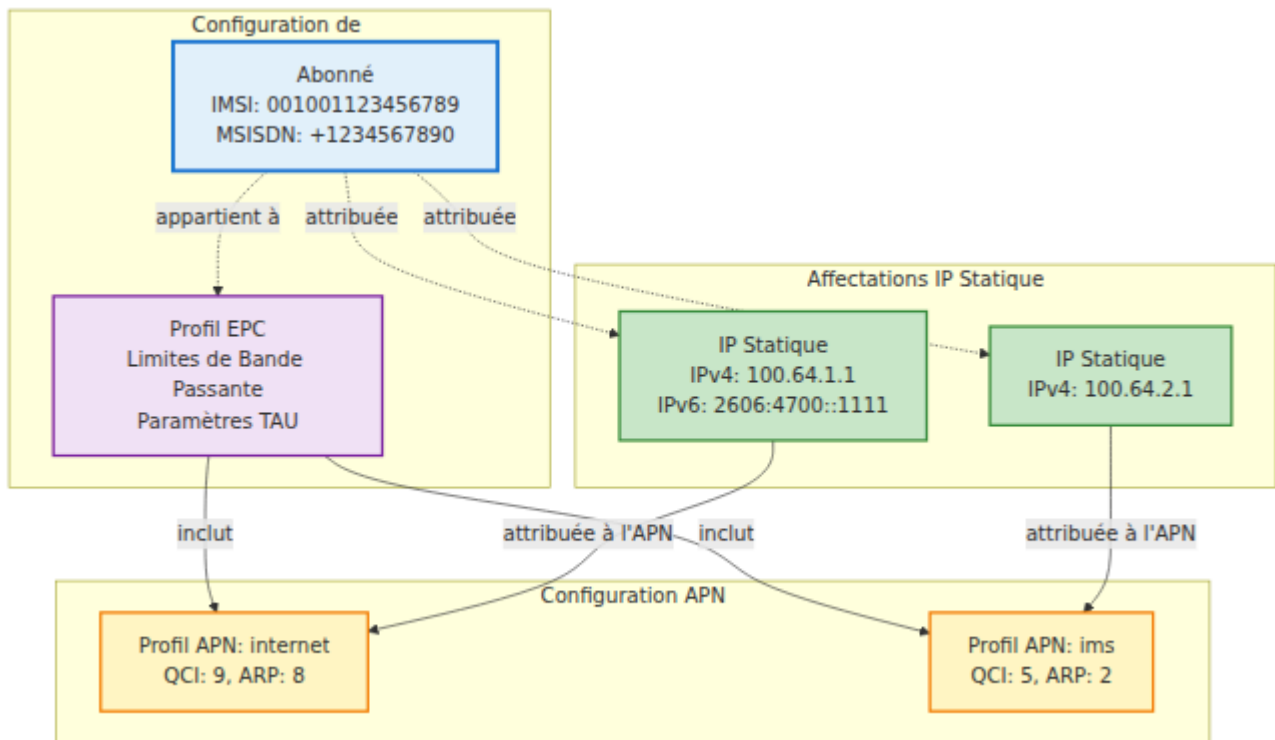 Configuration de
Abonné
IMSI: 001001123456789
MSISDN: +1234567890
appartient à
attribuée
attribuée
Affectations IP Statique
Profil EPC
Limites de Bande
Passante
Paramètres TAU
IP Statique
IPv4: 100.64.1.1
IPv6: 2606:4700::1111
IP Statique
IPv4: 100.64.2.1
inclut
attribuée à l'APN
inclut
attribuée à l'APN
Configuration APN
Profil APN: internet
QCI: 9, ARP: 8
Profil APN: ims
QCI: 5, ARP: 2